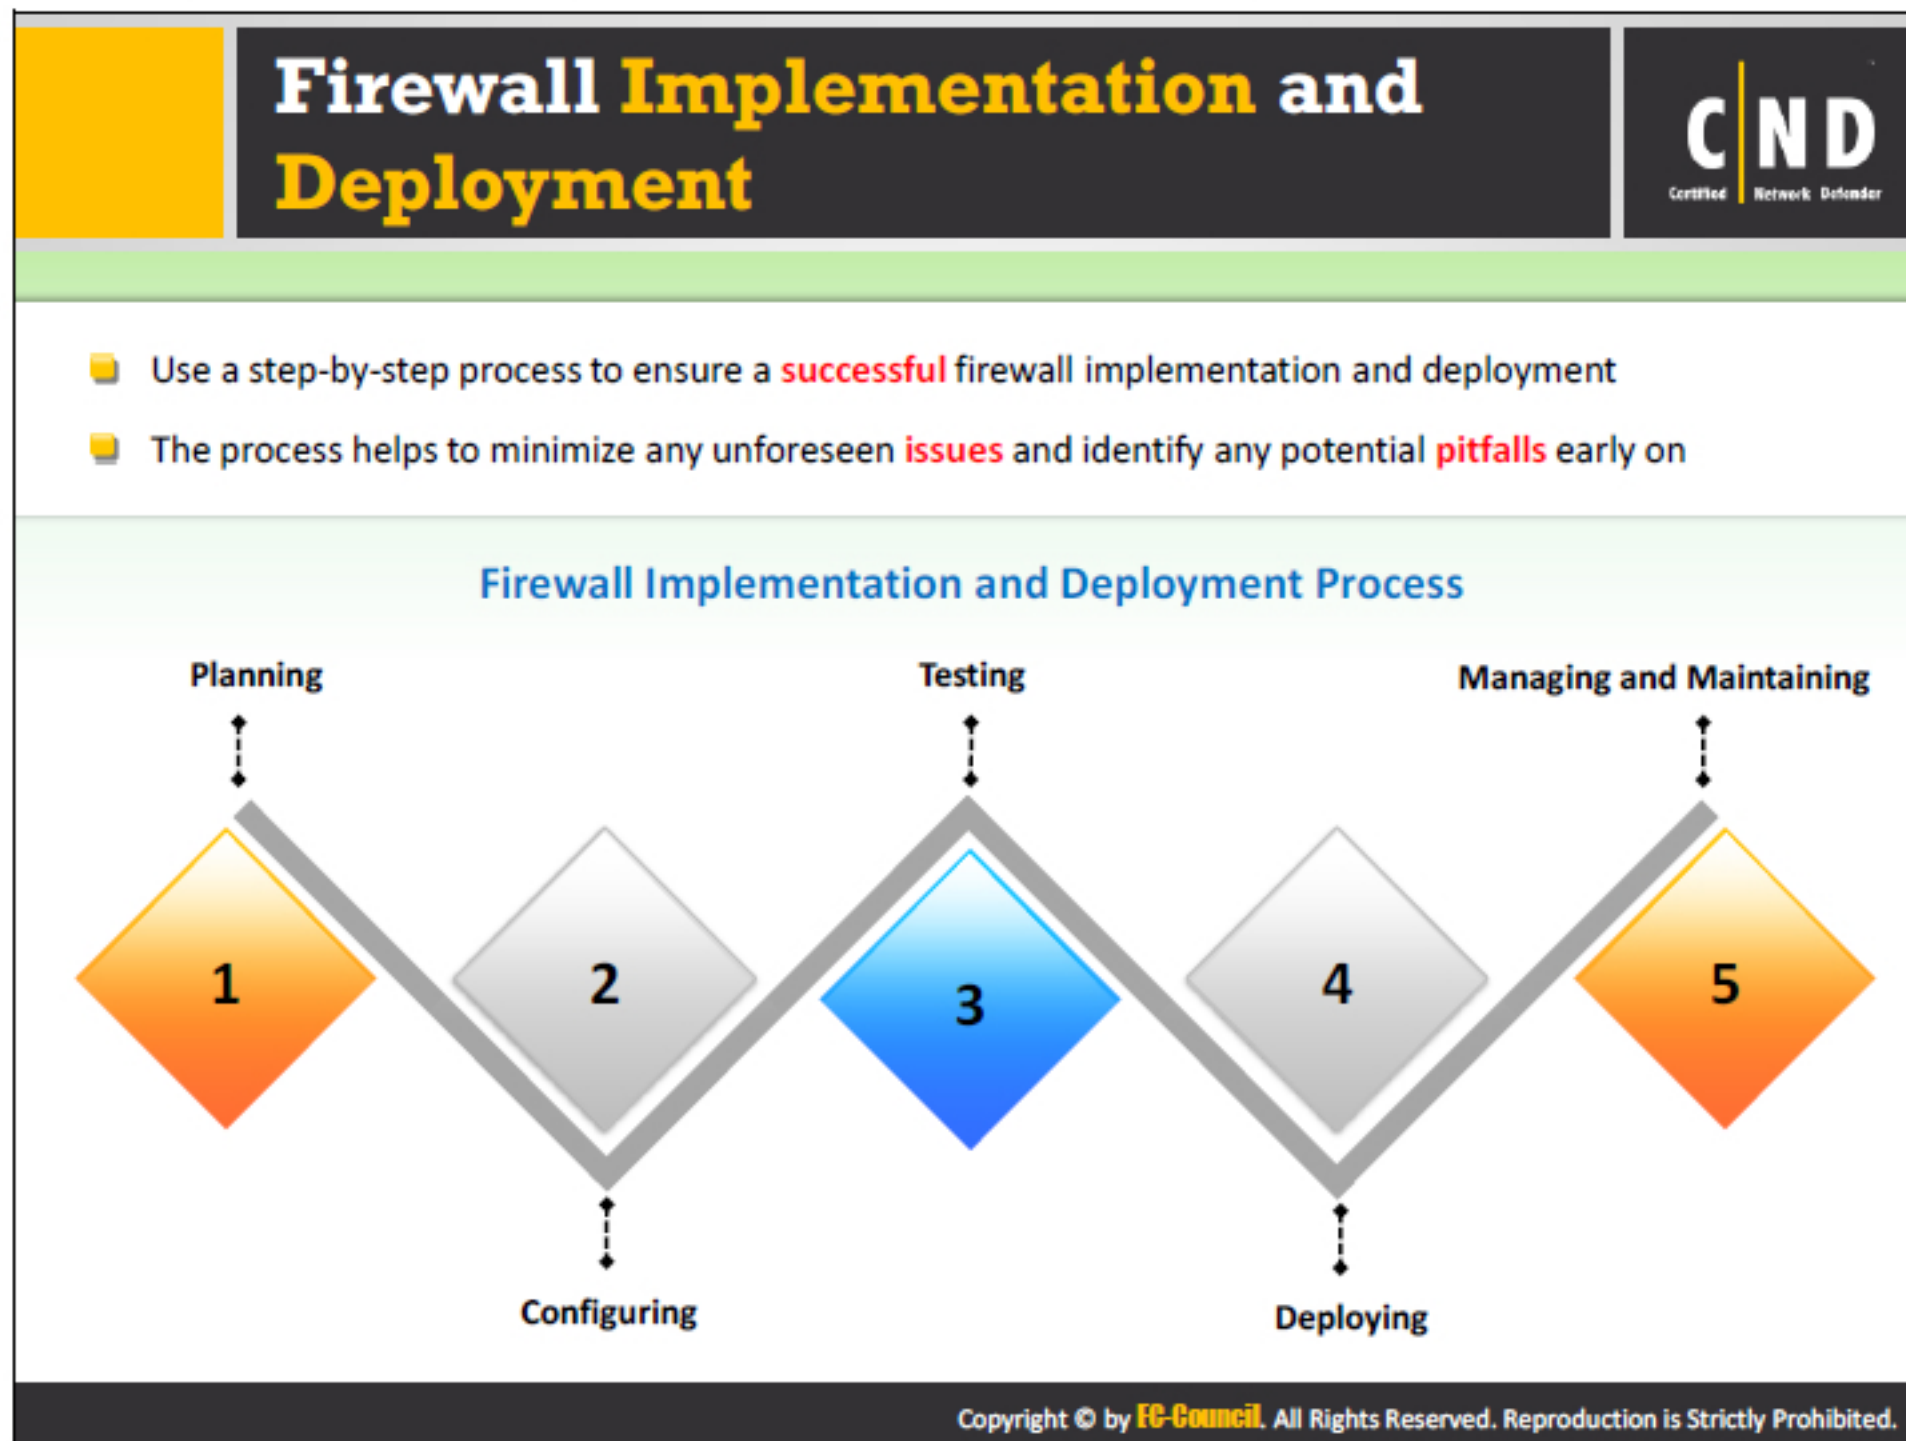 Firewall Implementation and
Deployment
C|ND
Certified Network Defender
Use a step-by-step process to ensure a successful firewall implementation and deployment
The process helps to minimize any unforeseen issues and identify any potential pitfalls early on
Firewall Implementation and Deployment Process
Planning
Testing
Managing and Maintaining
1
2
3
4
5
Configuring
Deploying
Copyright © by EC-Council. All Rights Reserved. Reproduction is Strictly Prohibited.